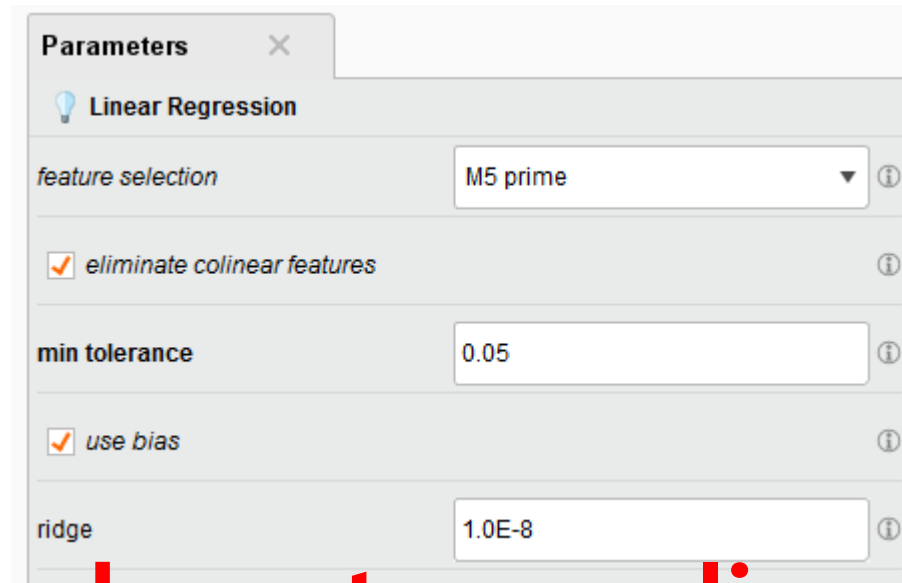 Parameters
Linear Regression
feature selection
M5 prime
eliminate colinear features
min tolerance
0.05
use bias
ridge
1.0E-8